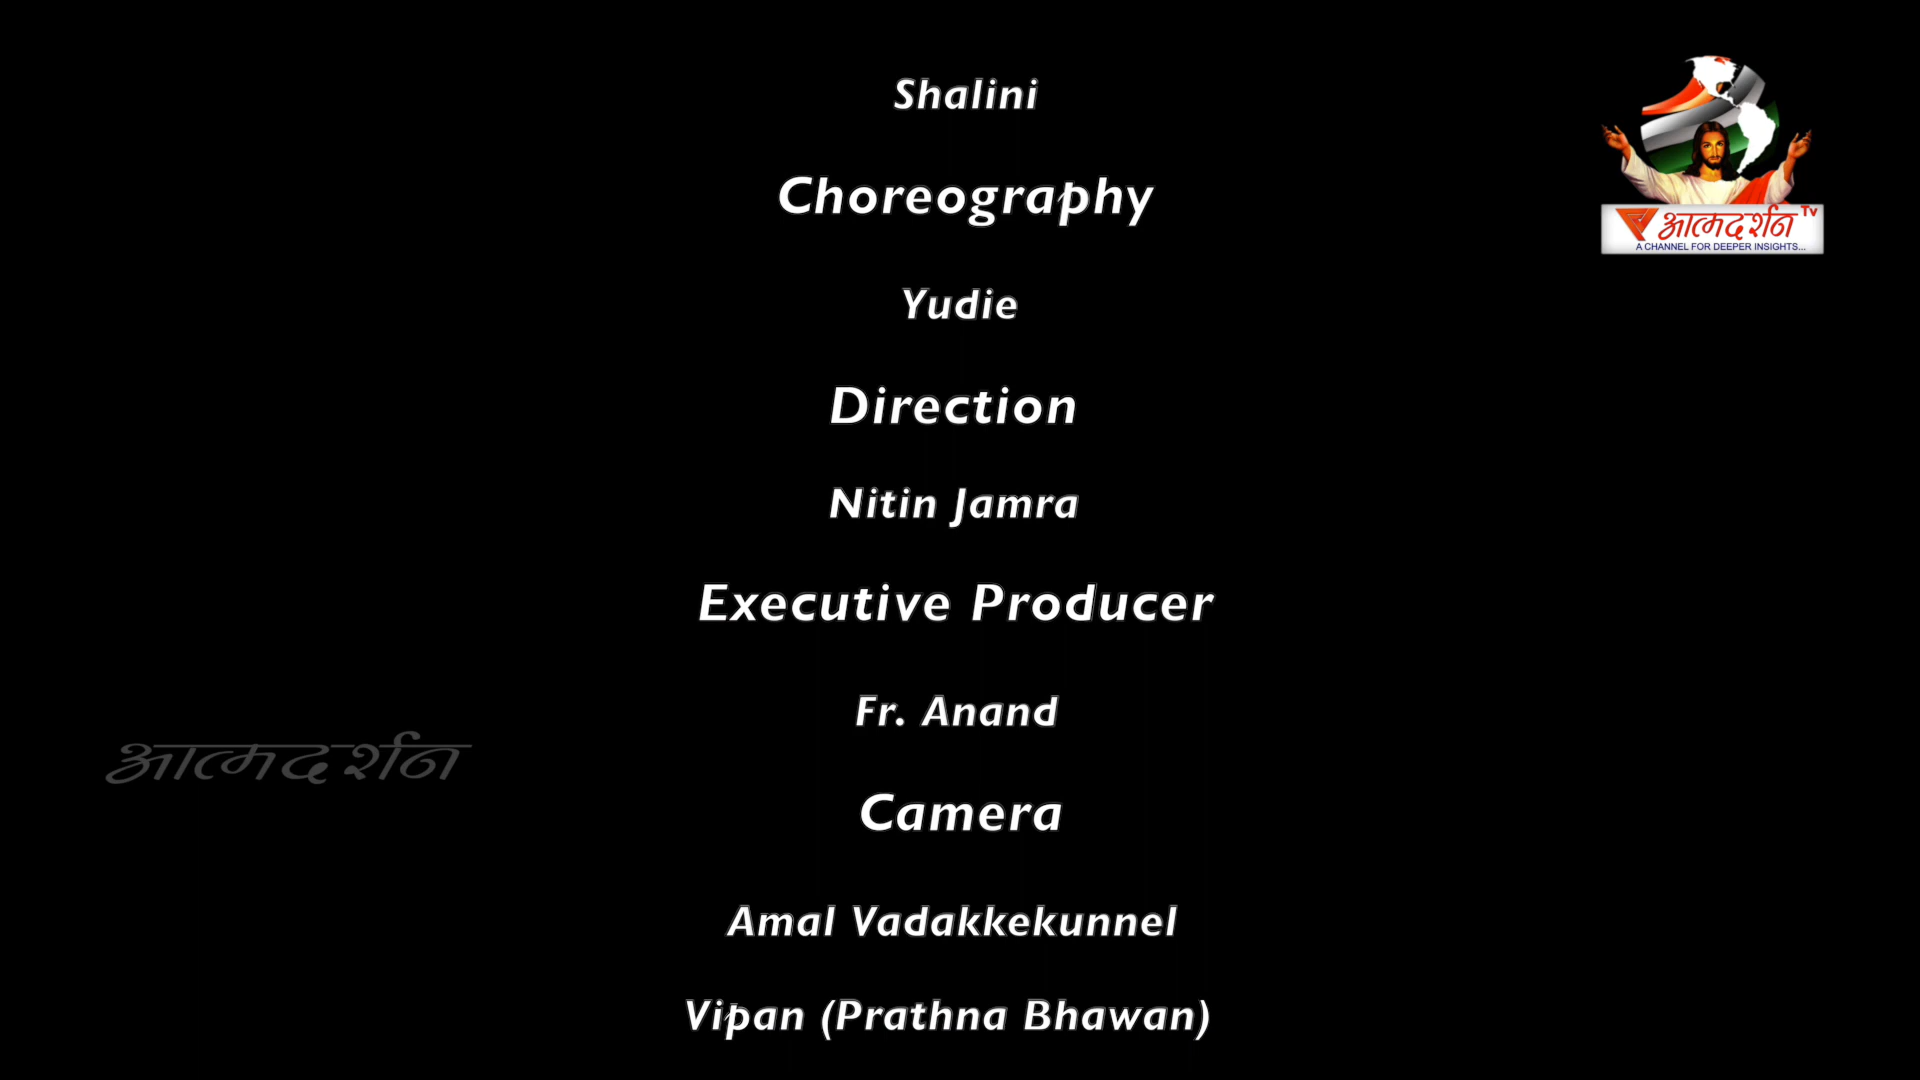 Shalini
Choreography
Yudie
Direction
Nitin Jamra
Executive Producer
Fr. Anand
Camera
Amal Vadakkekunnel
Vipan (Prathna Bhawan)
आत्मदर्शन Tv
A CHANNEL FOR DEEPER INSIGHTS...
आत्मदर्शन